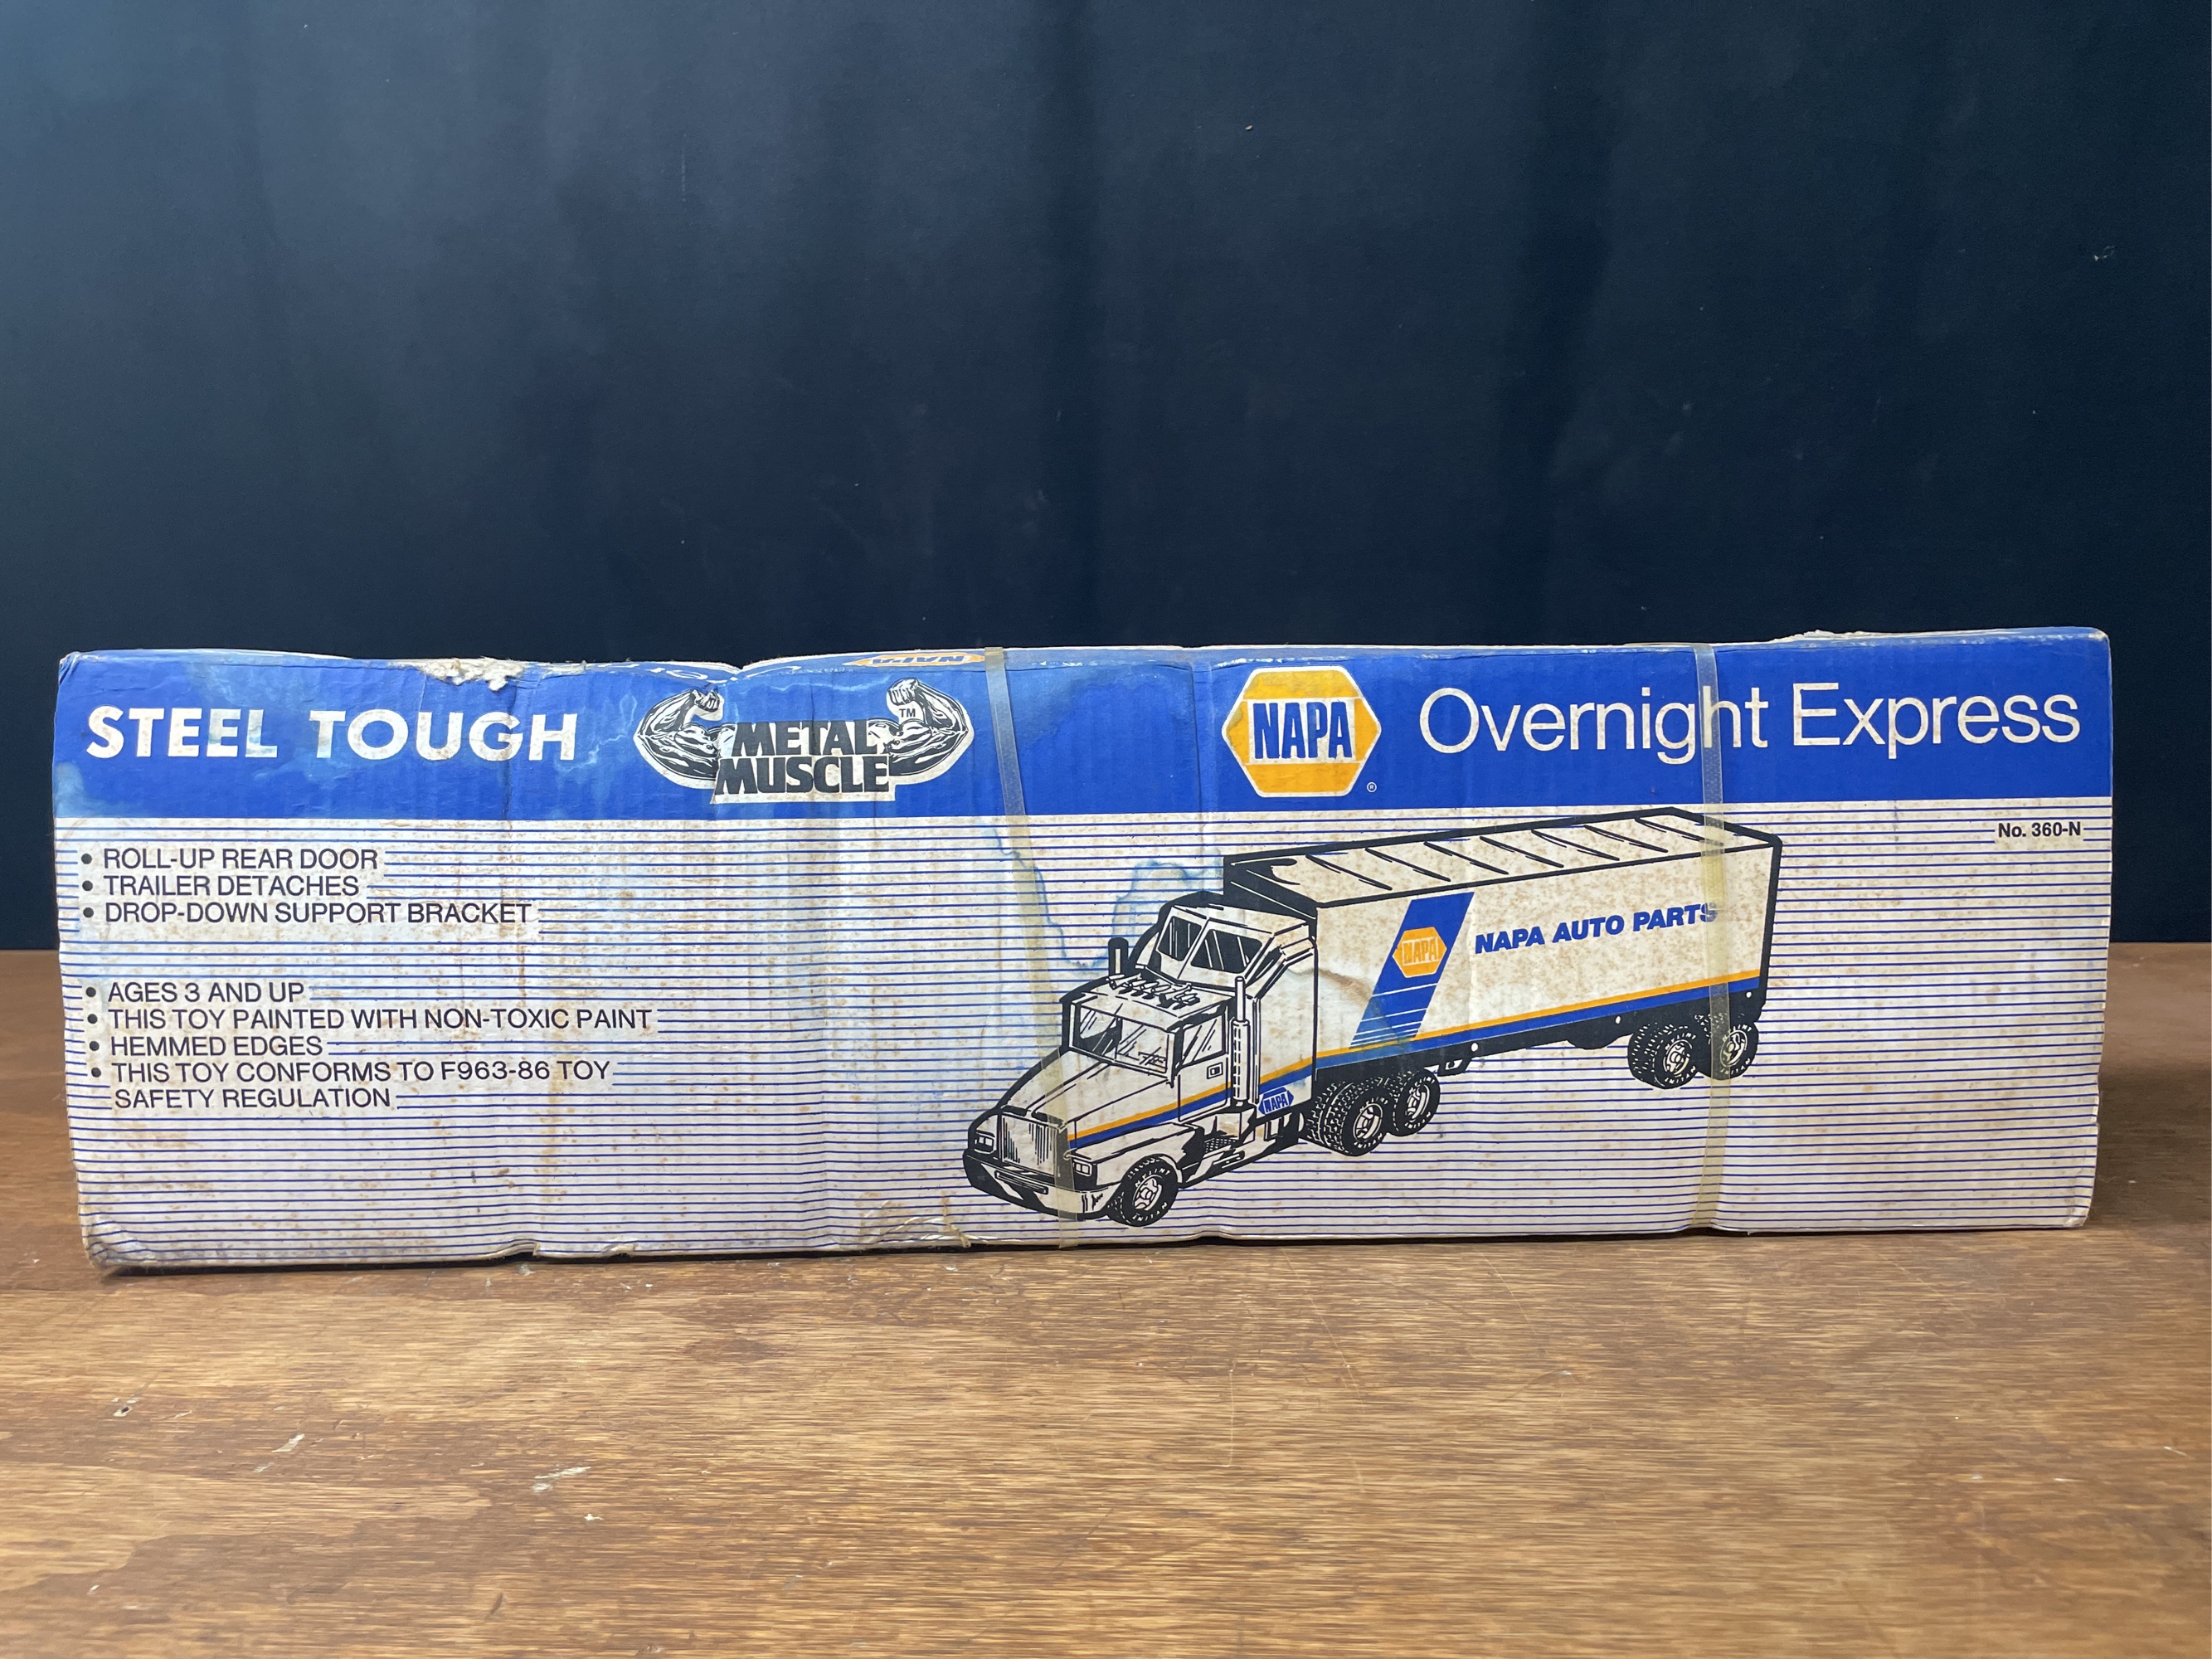 STEEL TOUGH
METAL
MUSCLE
TM
NAPA
®
Overnight Express
No. 360-N
• ROLL-UP REAR DOOR
• TRAILER DETACHES
• DROP-DOWN SUPPORT BRACKET
• AGES 3 AND UP
• THIS TOY PAINTED WITH NON-TOXIC PAINT
• HEMMED EDGES
• THIS TOY CONFORMS TO F963-86 TOY
SAFETY REGULATION
NAPA
NAPA AUTO PARTS
NAPA
NAPA